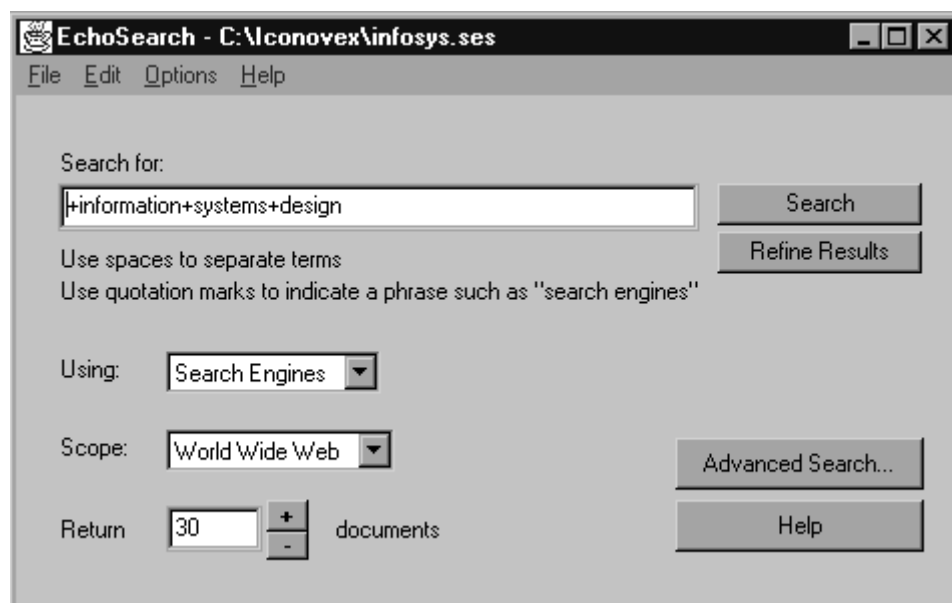 EchoSearch - C:\Iconovex\infosys.ses
File Edit Options Help
Search for:
+information+systems+design
Search
Refine Results
Use spaces to separate terms
Use quotation marks to indicate a phrase such as "search engines"
Using: Search Engines
Scope: World Wide Web
Advanced Search...
Return 30 + - documents
Help